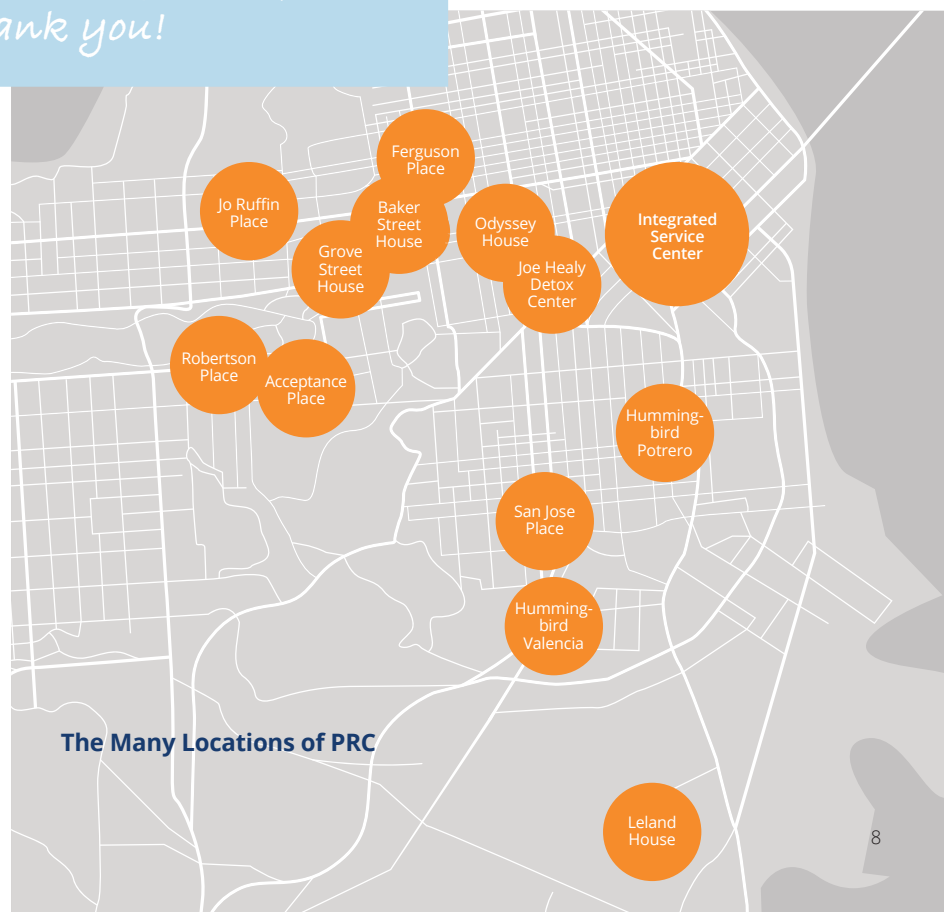 you!
Ferguson
Place
Jo Ruffin
Place
Baker
Street
House
Odyssey
House
Integrated
Service
Center
Grove
Street
House
Joe Healy
Detox
Center
Robertson
Place
Acceptance
Place
Humming-
bird
Potrero
San Jose
Place
Humming-
bird
Valencia
The Many Locations of PRC
Leland
House
8